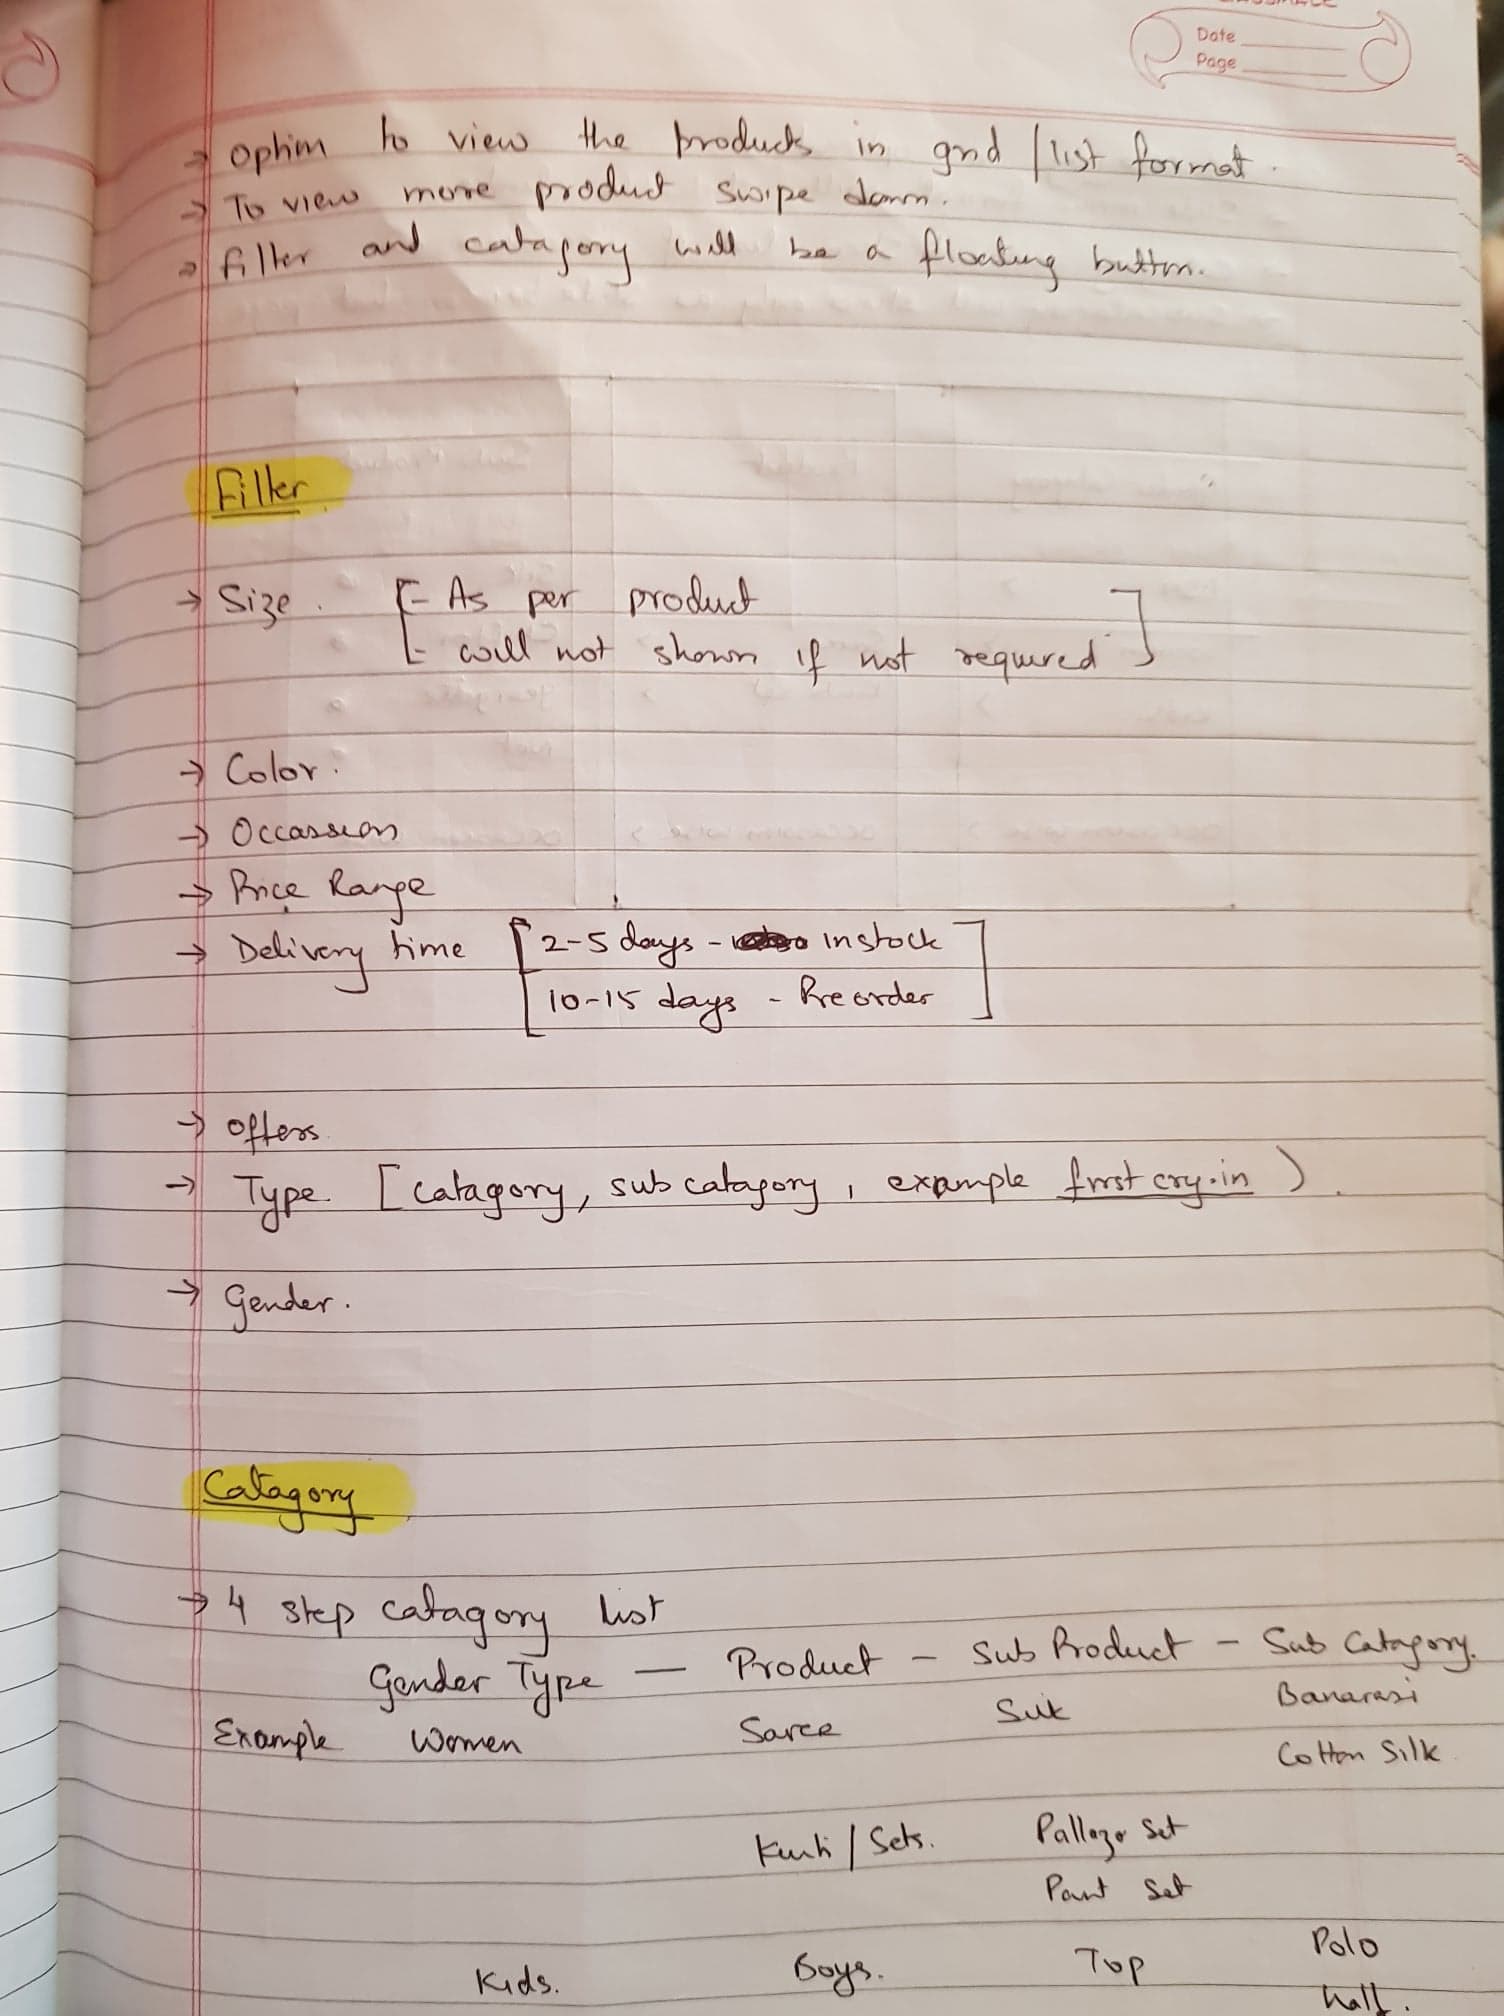 Date
Page
→ Option to view the products in grid / list format.
→ To view more product swipe down.
→ filter and catagory will be a floating button.
Filter
→ Size. [- As per product
- will not shown if not required ]
→ Color.
→ Occassion
→ Price Range
→ Delivery time [ 2-5 days - instock
10-15 days - Preorder ]
→ offers
→ Type. [ catagory, sub catagory, example first cry.in )
→ Gender.
Catagory
→ 4 step catagory list
Gender Type — Product - Sub Product - Sub Catagory.
Example Women Saree Silk Banarasi
Cotton Silk
Kurti / Sets. Pallazo Set
Pant Set
Kids. Boys. Top Polo
half.